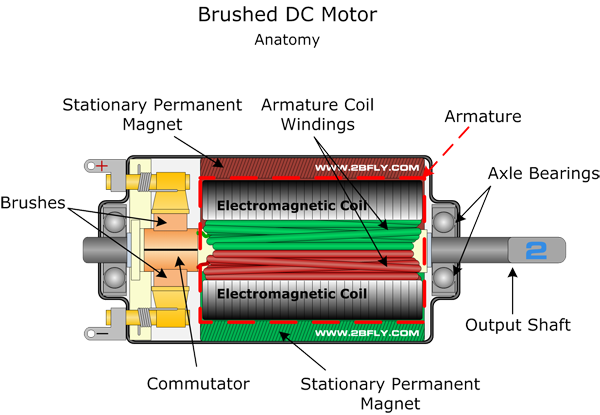 Brushed DC Motor
Anatomy
Stationary Permanent
Magnet
Armature Coil
Windings
Armature
Axle Bearings
WWW.2BFLY.COM
+
Electromagnetic Coil
Brushes
2
Electromagnetic Coil
-
WWW.2BFLY.COM
Output Shaft
Commutator
Stationary Permanent
Magnet